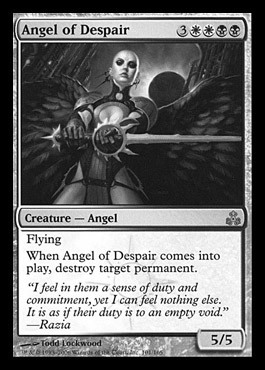 Angel of Despair 3
Creature — Angel
Flying
When Angel of Despair comes into
play, destroy target permanent.
“I feel in them a sense of duty and
commitment, yet I can feel nothing else.
It is as if their duty is to an empty void.”
—Razia
Todd Lockwood
5/5